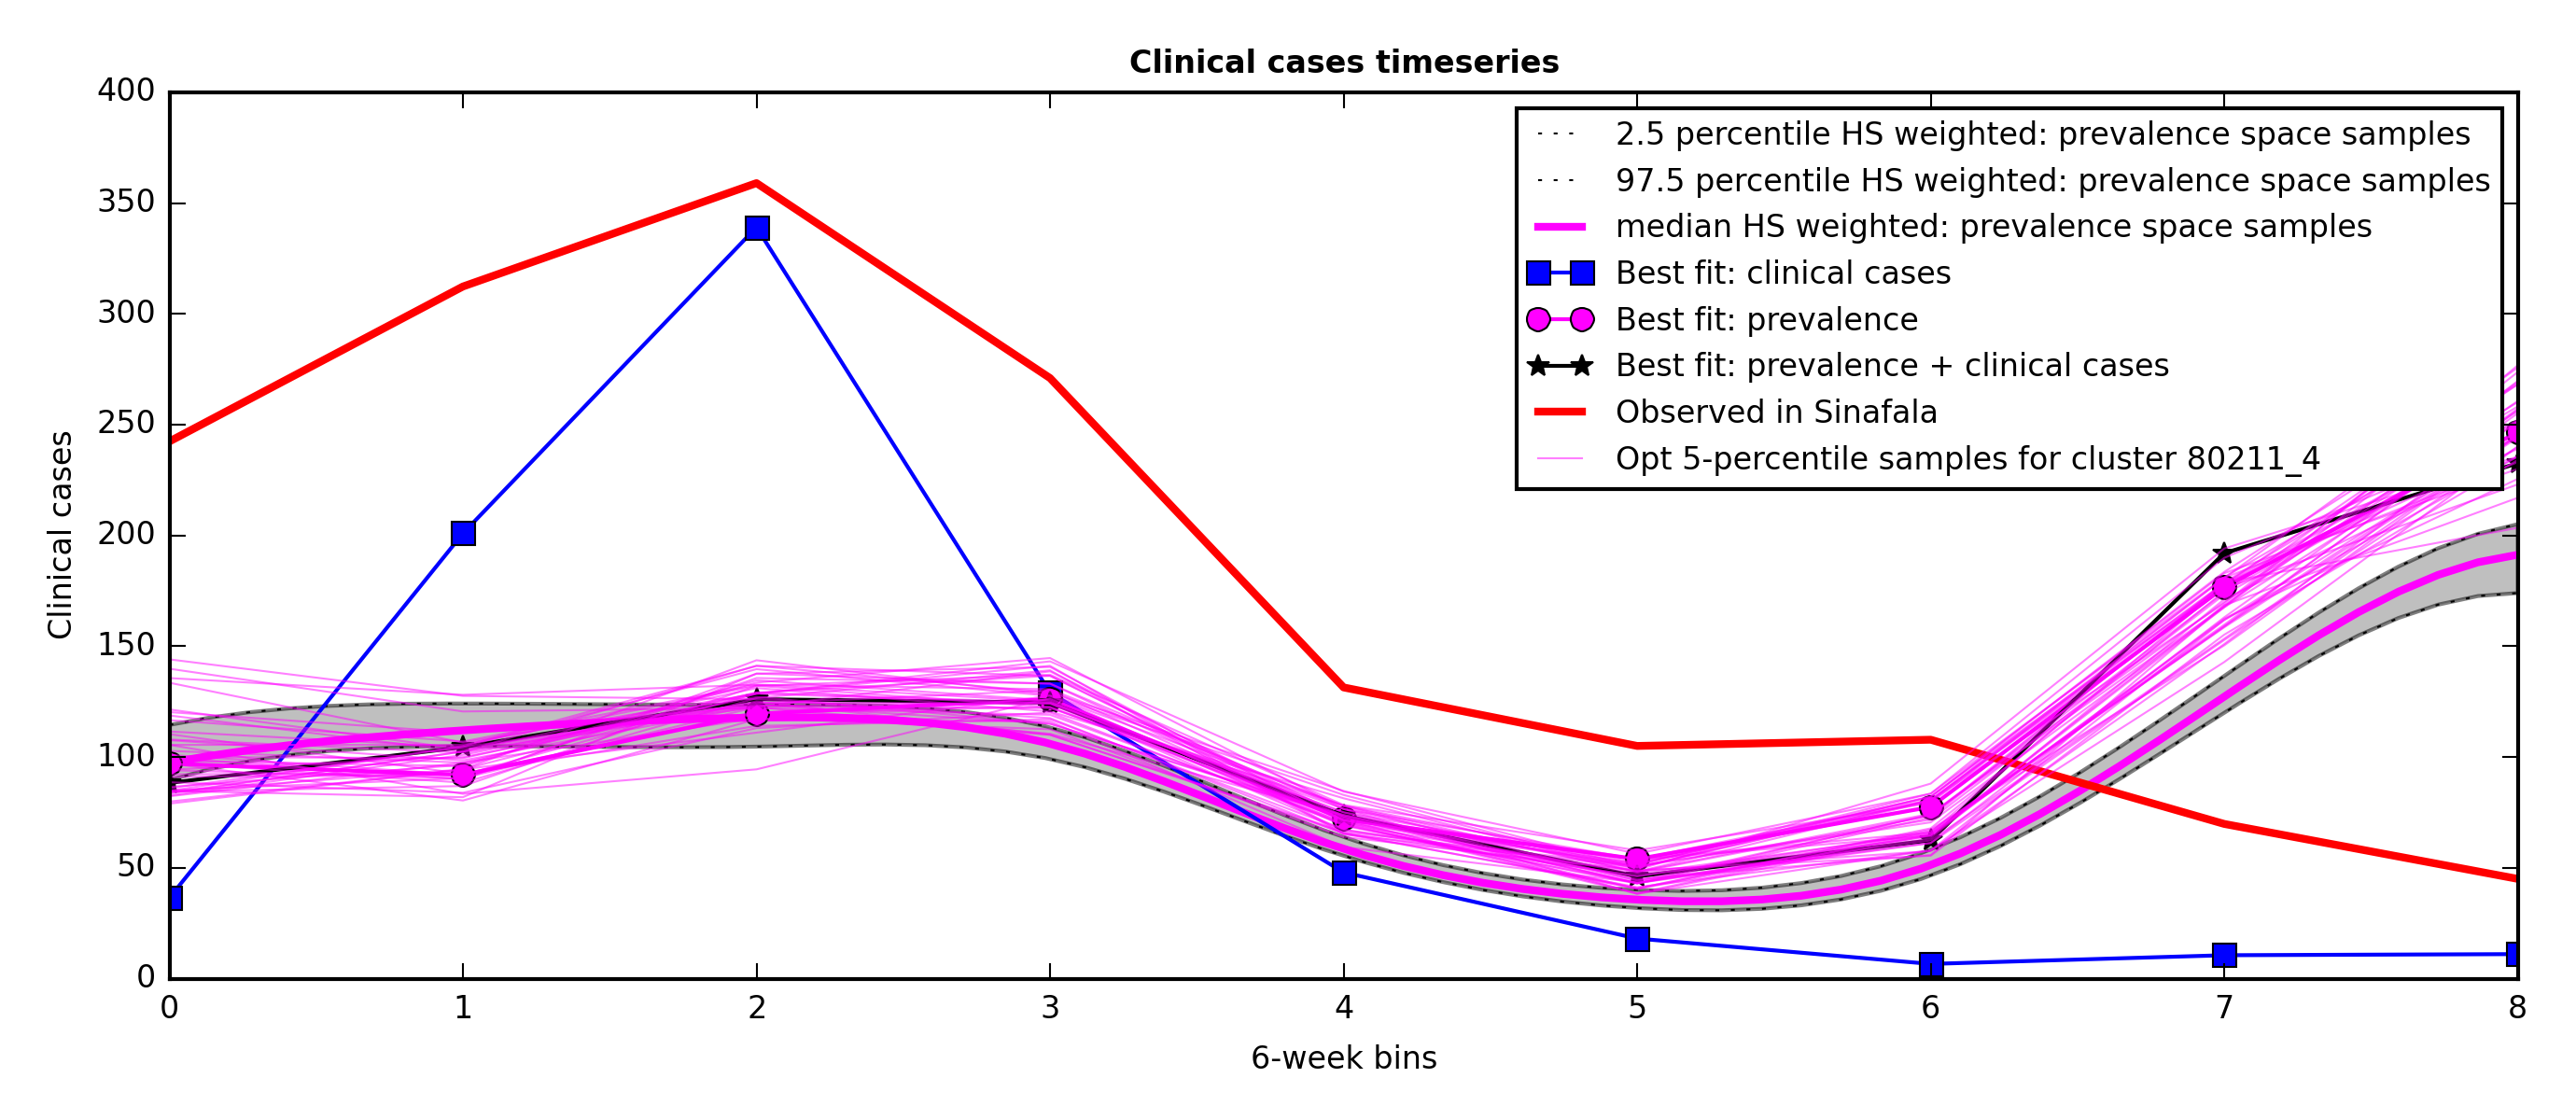 Clinical cases timeseries
400
350
300
250
200
150
100
50
0
Clinical cases
2.5 percentile HS weighted: prevalence space samples
97.5 percentile HS weighted: prevalence space samples
median HS weighted: prevalence space samples
Best fit: clinical cases
Best fit: prevalence
Best fit: prevalence + clinical cases
Observed in Sinafala
Opt 5-percentile samples for cluster 80211_4
0 1 2 3 4 5 6 7 8
6-week bins